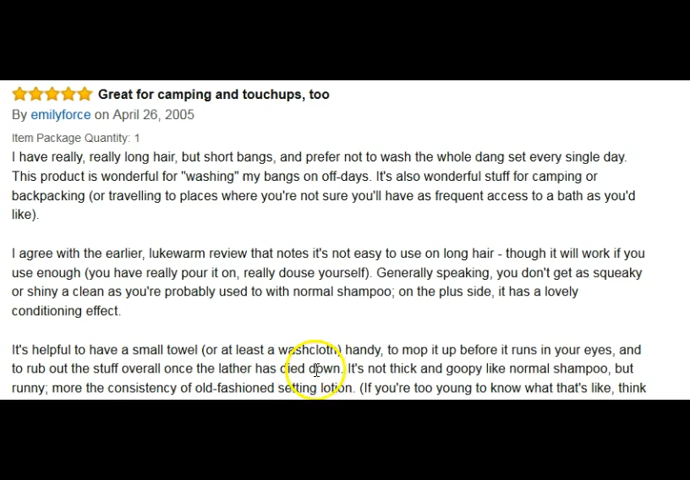 Great for camping and touchups, too
By emilyforce on April 26, 2005
Item Package Quantity: 1
I have really, really long hair, but short bangs, and prefer not to wash the whole dang set every single day.
This product is wonderful for "washing" my bangs on off-days. It's also wonderful stuff for camping or
backpacking (or travelling to places where you're not sure you'll have as frequent access to a bath as you'd
like).
I agree with the earlier, lukewarm review that notes it's not easy to use on long hair - though it will work if you
use enough (you have really pour it on, really douse yourself). Generally speaking, you don't get as squeaky
or shiny a clean as you're probably used to with normal shampoo; on the plus side, it has a lovely
conditioning effect.
It's helpful to have a small towel (or at least a washcloth) handy, to mop it up before it runs in your eyes, and
to rub out the stuff overall once the lather has died down. It's not thick and goopy like normal shampoo, but
runny; more the consistency of old-fashioned setting lotion. (If you're too young to know what that's like, think